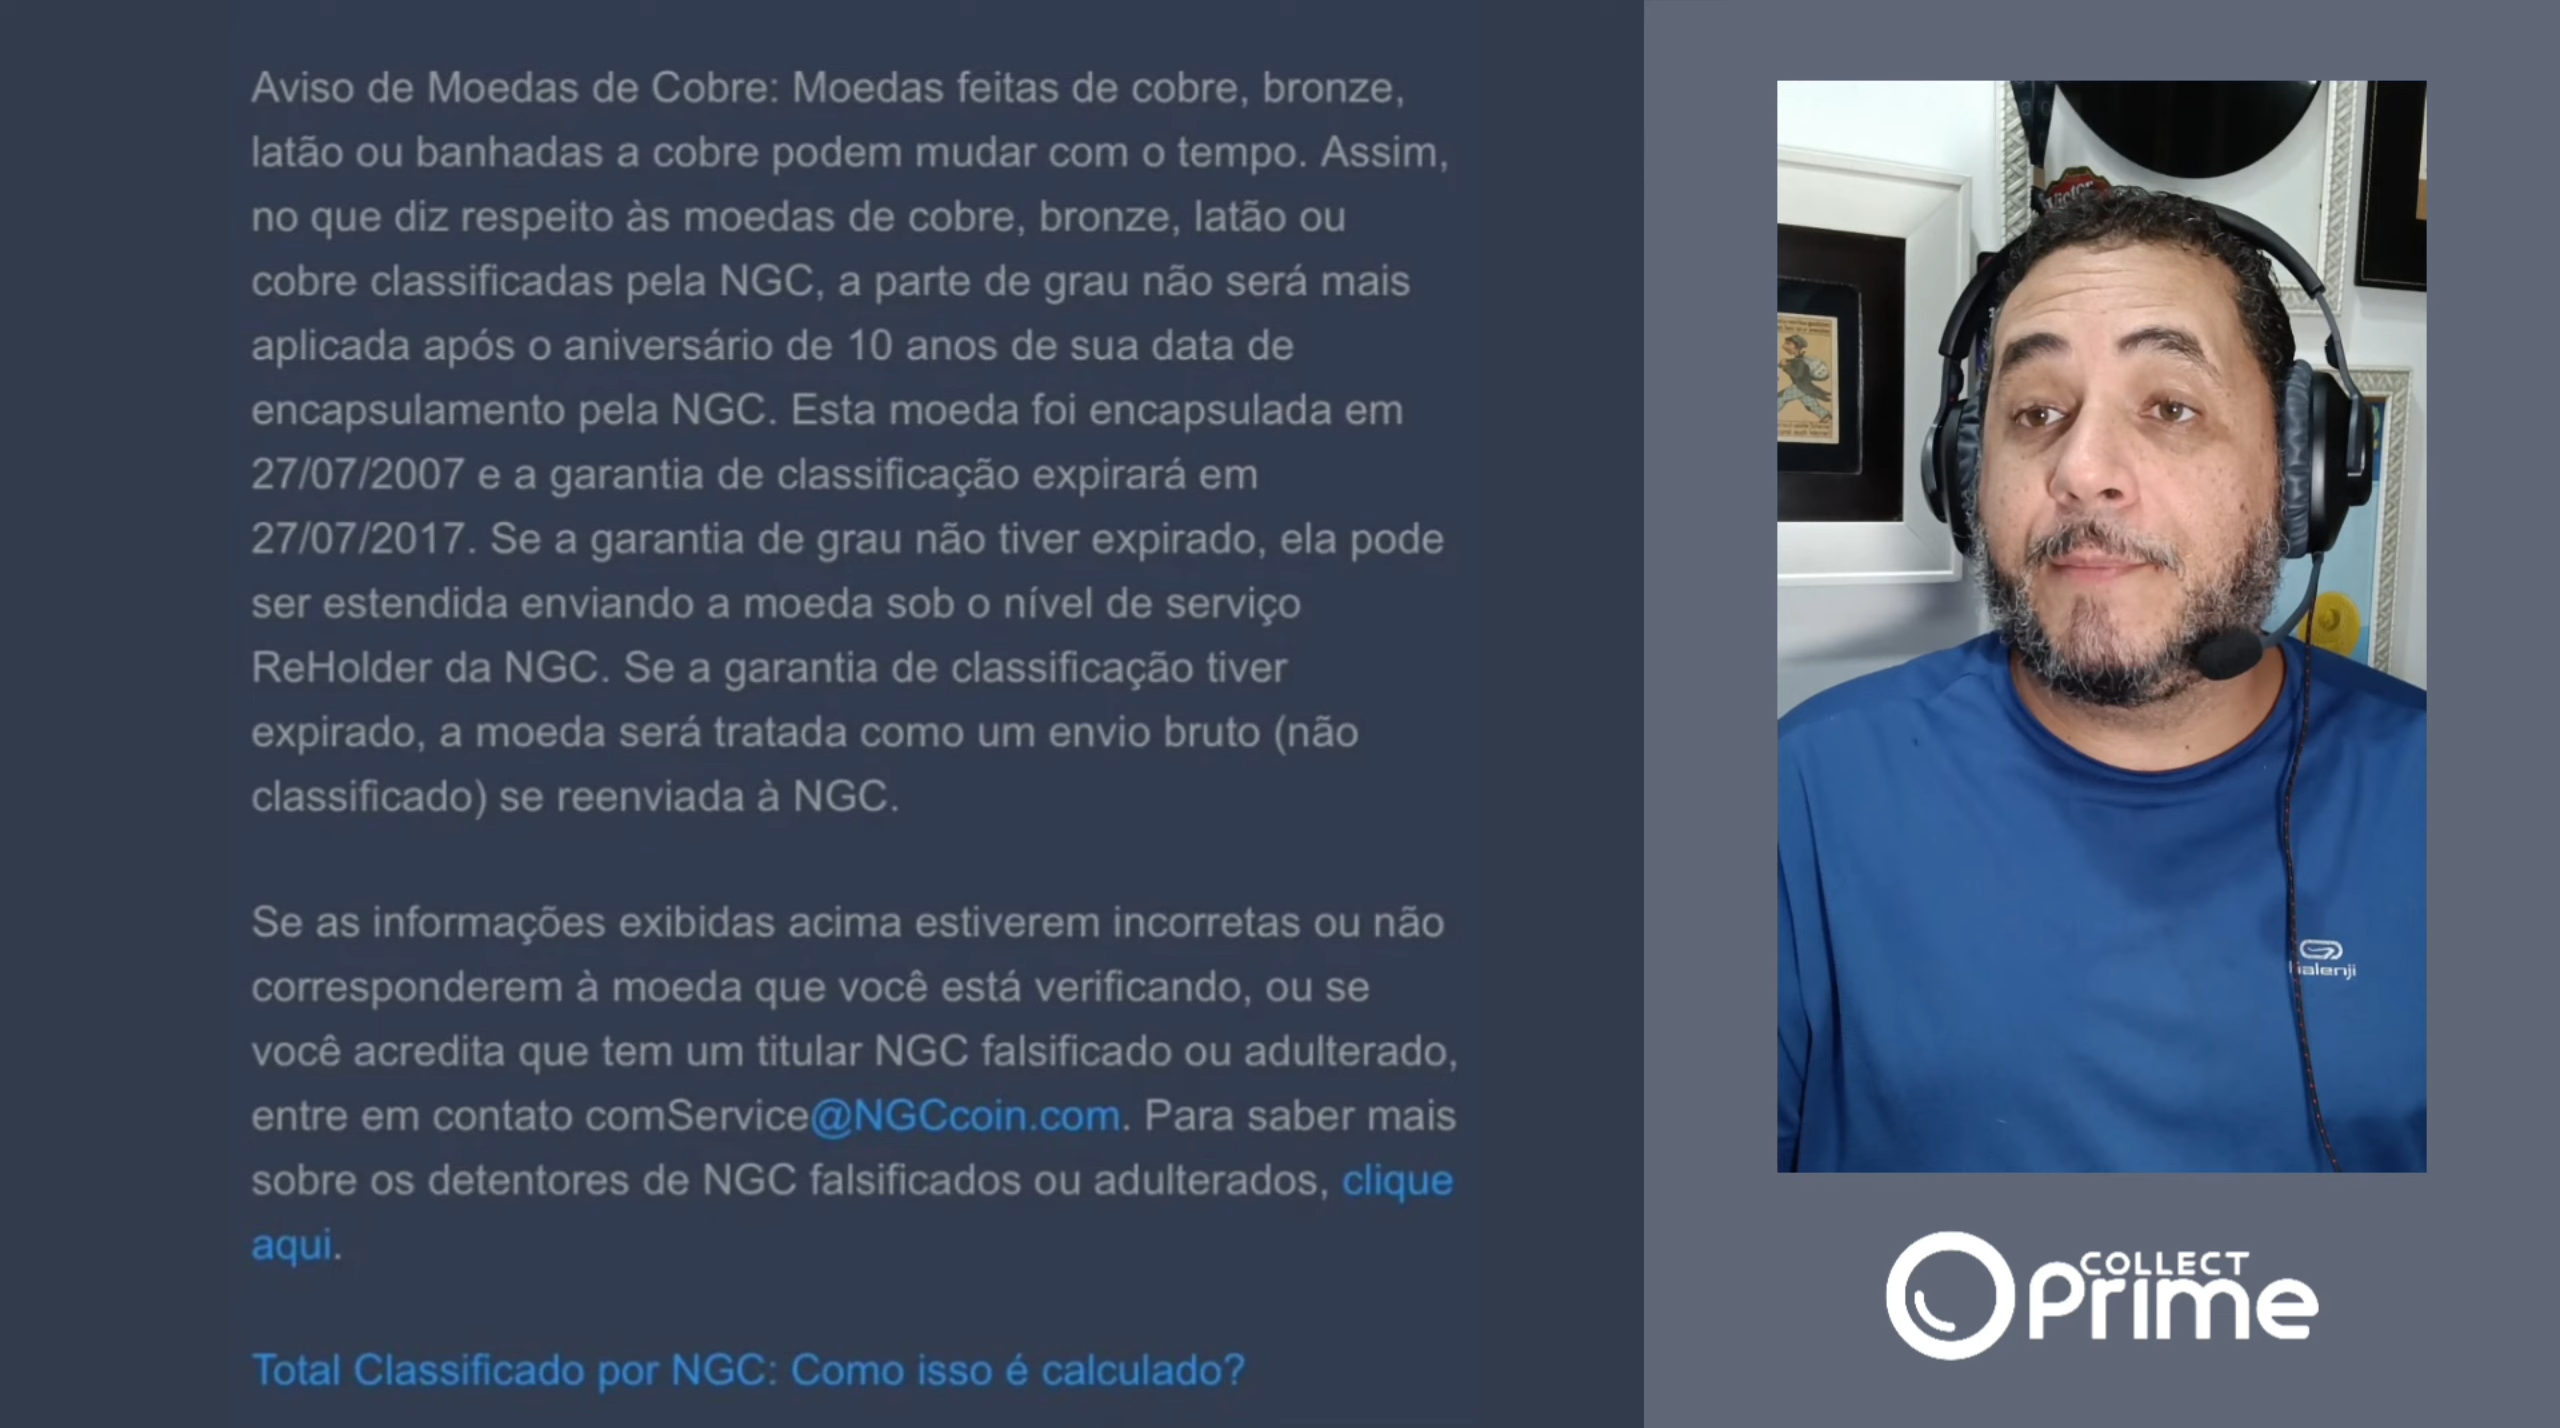 Aviso de Moedas de Cobre: Moedas feitas de cobre, bronze,
latão ou banhadas a cobre podem mudar com o tempo. Assim,
no que diz respeito às moedas de cobre, bronze, latão ou
cobre classificadas pela NGC, a parte de grau não será mais
aplicada após o aniversário de 10 anos de sua data de
encapsulamento pela NGC. Esta moeda foi encapsulada em
27/07/2007 e a garantia de classificação expirará em
27/07/2017. Se a garantia de grau não tiver expirado, ela pode
ser estendida enviando a moeda sob o nível de serviço
ReHolder da NGC. Se a garantia de classificação tiver
expirado, a moeda será tratada como um envio bruto (não
classificado) se reenviada à NGC.
Se as informações exibidas acima estiverem incorretas ou não
corresponderem à moeda que você está verificando, ou se
você acredita que tem um titular NGC falsificado ou adulterado,
entre em contato comService@NGCcoin.com. Para saber mais
sobre os detentores de NGC falsificados ou adulterados, clique
aqui.
Total Classificado por NGC: Como isso é calculado?
kalenji
COLLECT
Prime